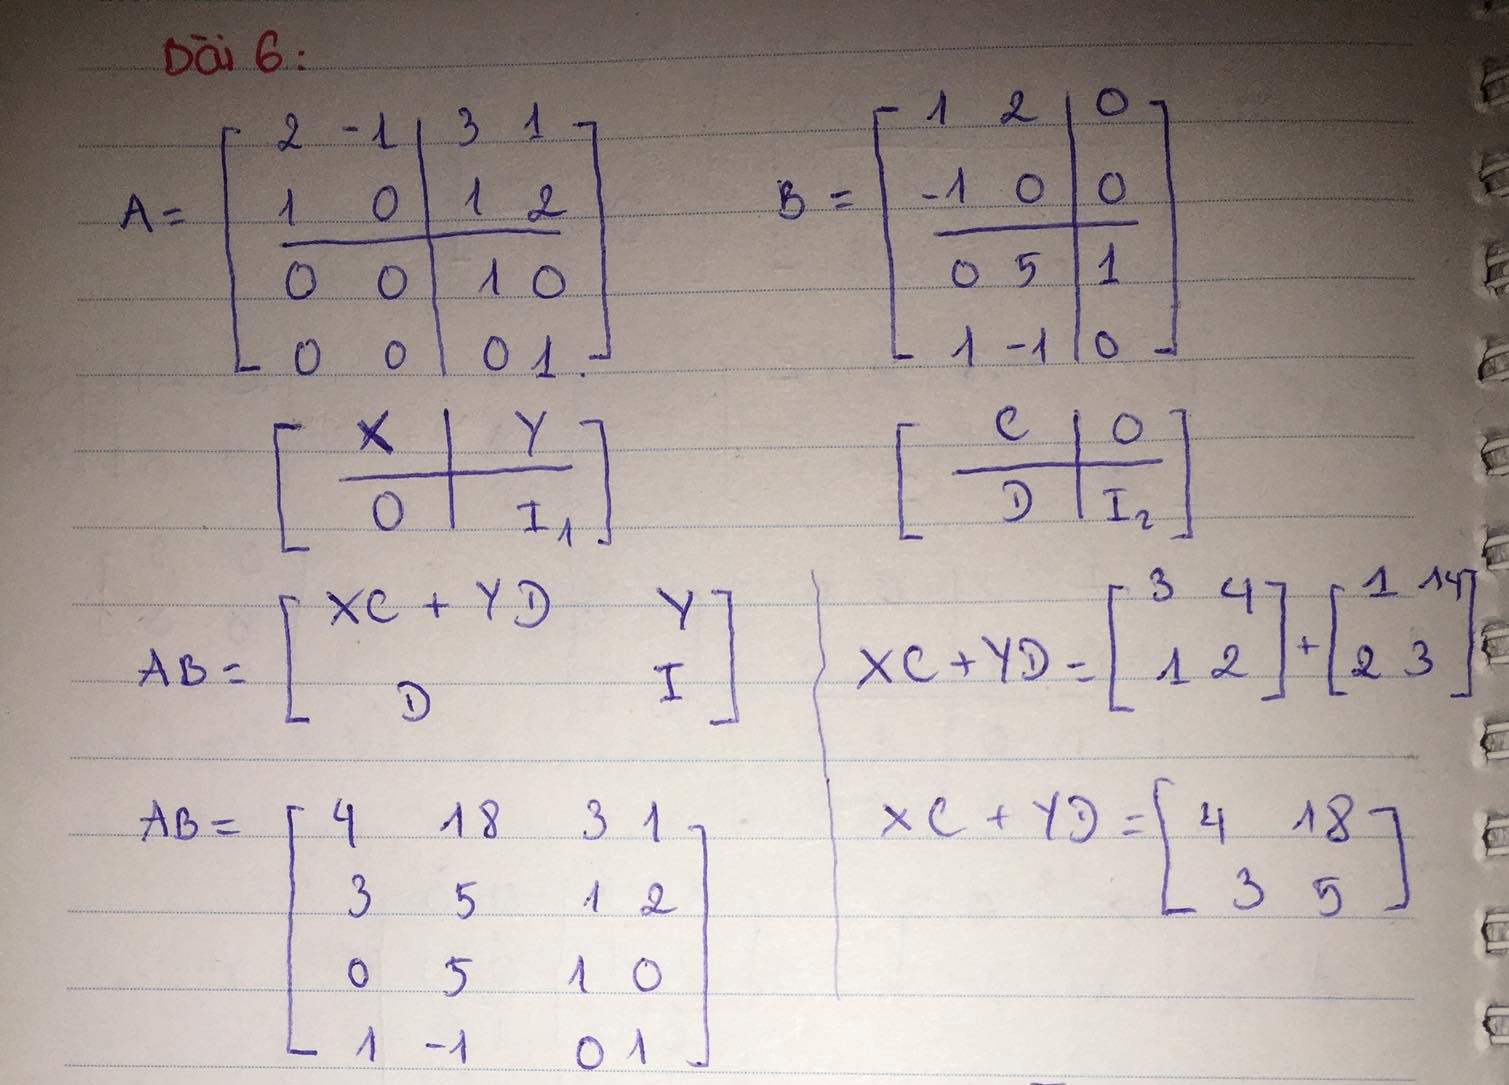 Dài 6:
A = [ 2 -1 | 3 1
1 0 | 1 2
0 0 | 1 0
0 0 | 0 1 ] .
B = [ 1 2 | 0
-1 0 | 0
0 5 | 1
1 -1 | 0 ]
[ X | Y
O | I₁ ]
[ C | O
D | I₂ ]
AB = [ XC + YD Y
D I ]
XC + YD = [ 3 4
1 2 ] + [ 1 14
2 3 ]
AB = [ 4 18 3 1
3 5 1 2
0 5 1 0
1 -1 0 1 ]
XC + YD = [ 4 18
3 5 ]